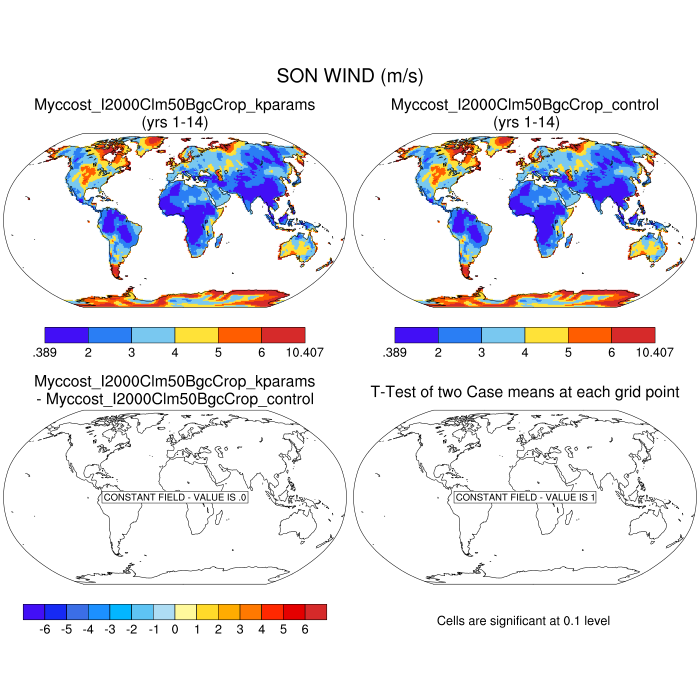 SON WIND (m/s)
Myccost_I2000Clm50BgcCrop_kparams
(yrs 1-14)
Myccost_I2000Clm50BgcCrop_control
(yrs 1-14)
.389 2 3 4 5 6 10.407
.389 2 3 4 5 6 10.407
Myccost_I2000Clm50BgcCrop_kparams
- Myccost_I2000Clm50BgcCrop_control
T-Test of two Case means at each grid point
CONSTANT FIELD - VALUE IS .0
CONSTANT FIELD - VALUE IS 1
-6 -5 -4 -3 -2 -1 0 1 2 3 4 5 6
Cells are significant at 0.1 level